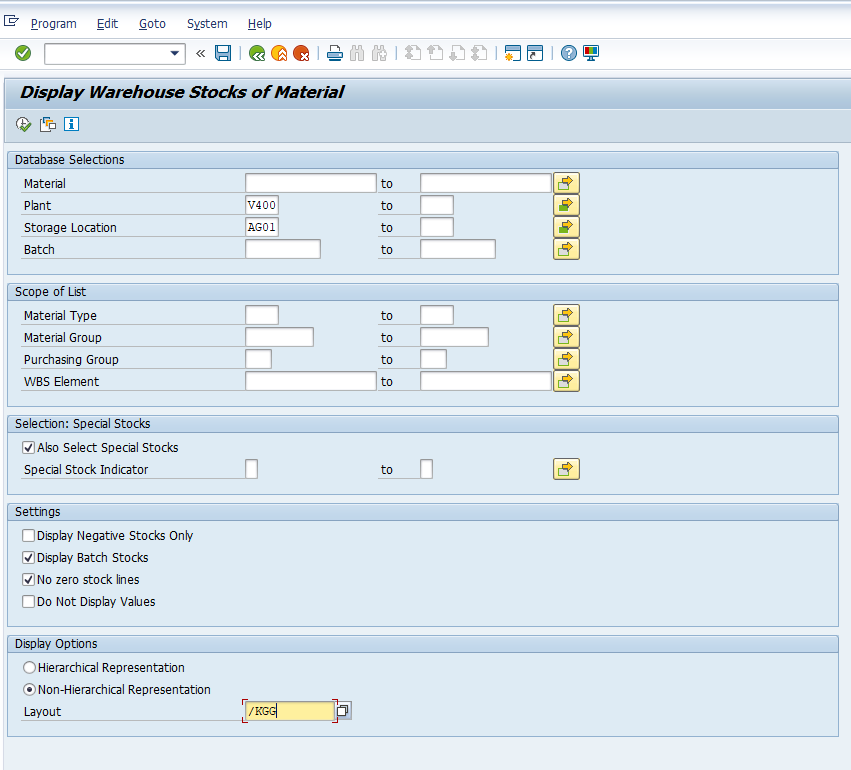 Program Edit Goto System Help
Display Warehouse Stocks of Material
Database Selections
Material to
Plant V400 to
Storage Location AG01 to
Batch to
Scope of List
Material Type to
Material Group to
Purchasing Group to
WBS Element to
Selection: Special Stocks
Also Select Special Stocks
Special Stock Indicator to
Settings
Display Negative Stocks Only
Display Batch Stocks
No zero stock lines
Do Not Display Values
Display Options
Hierarchical Representation
Non-Hierarchical Representation
Layout /KGG